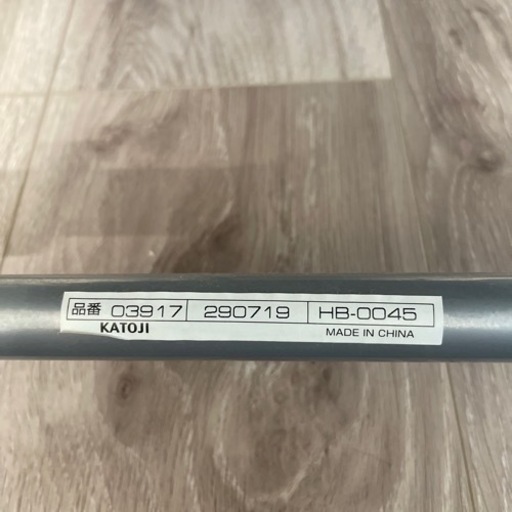 品番 03917 290719 HB-0045
KATOJI MADE IN CHINA